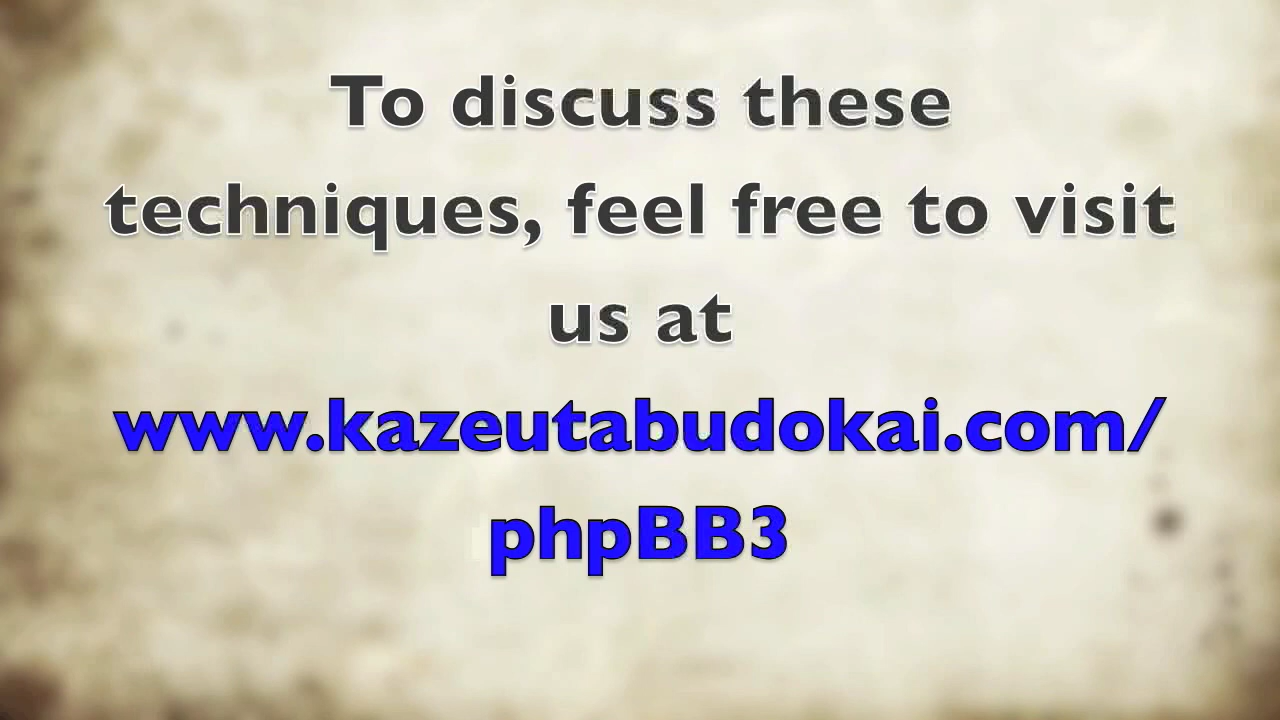 To discuss these
techniques, feel free to visit
us at
www.kazeutabudokai.com/
phpBB3